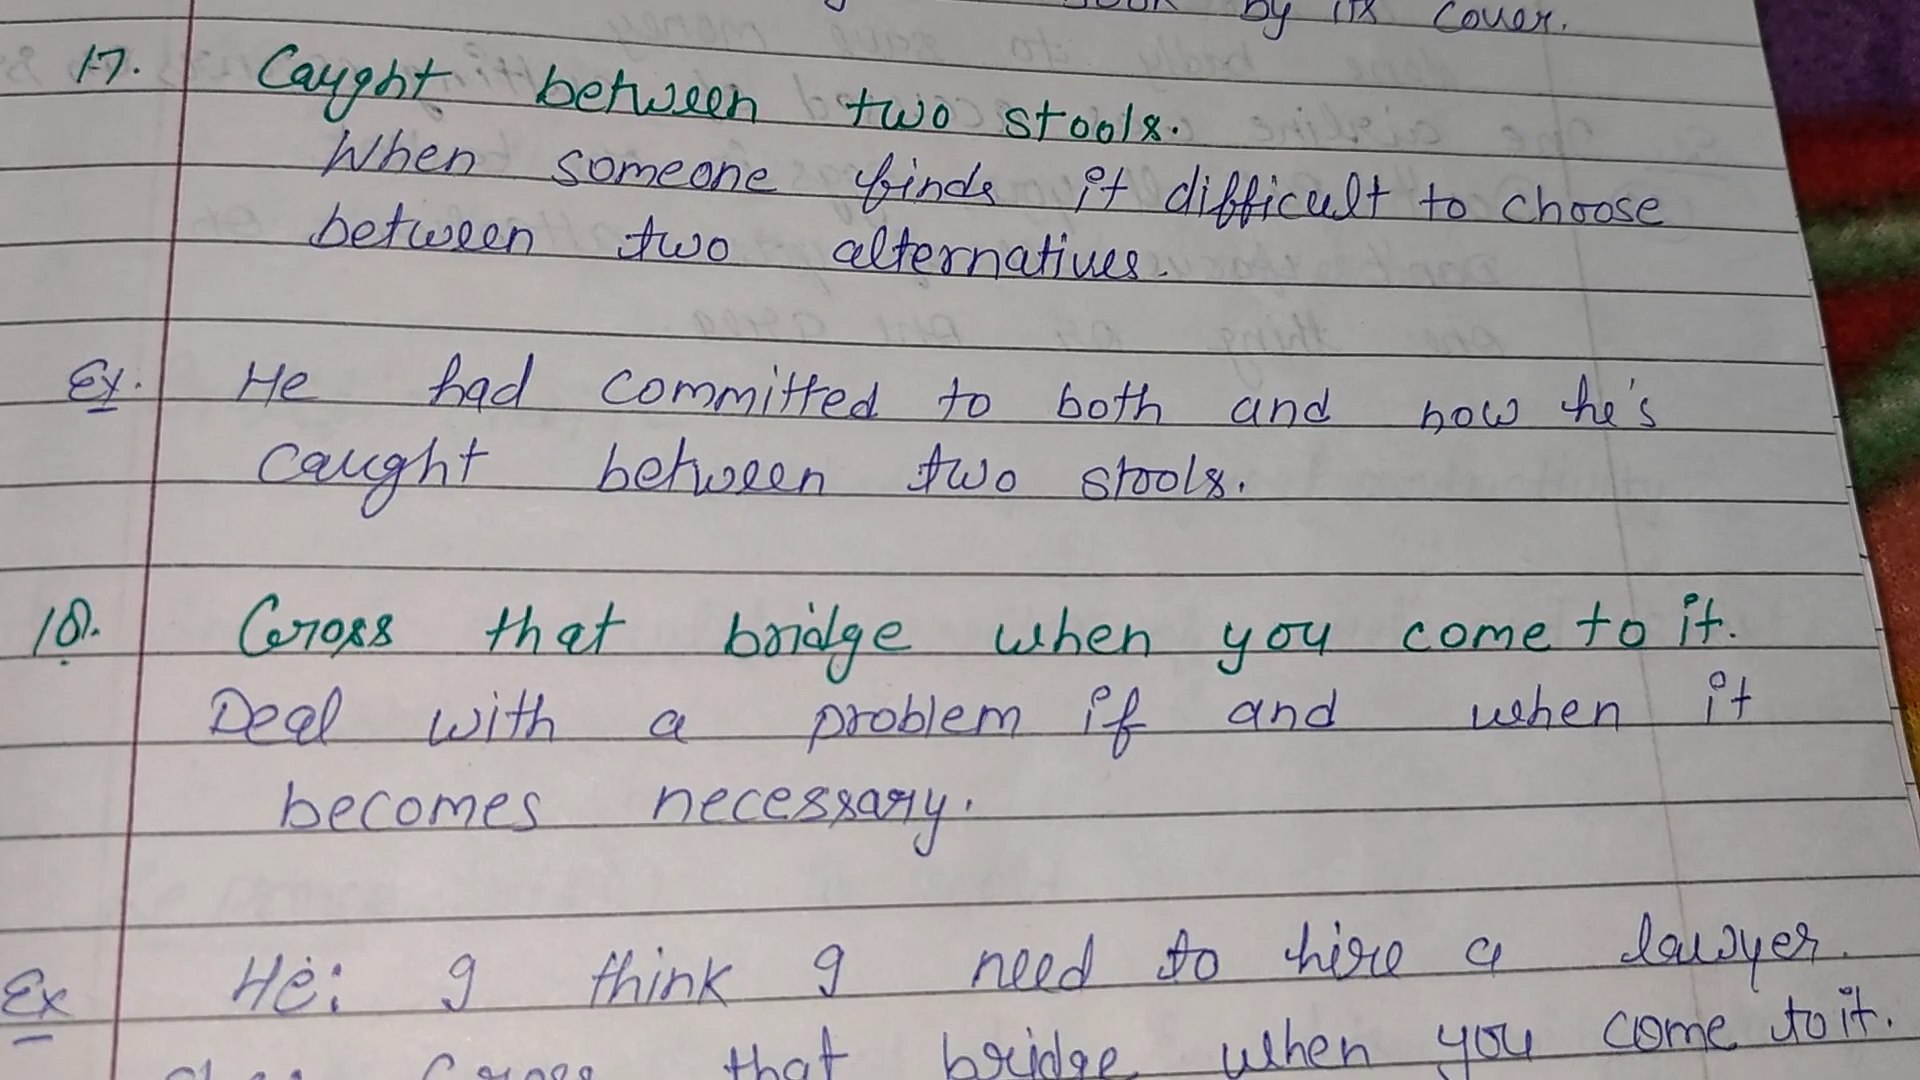 by its cover.
17. Caught between two stools.
When someone finds it difficult to choose
between two alternatives.
Ex. He had committed to both and now he's
caught between two stools.
18. Cross that bridge when you come to it.
Deal with a problem if and when it
becomes necessary.
Ex He: I think I need to hire a lawyer.
Cross that bridge when you come to it.